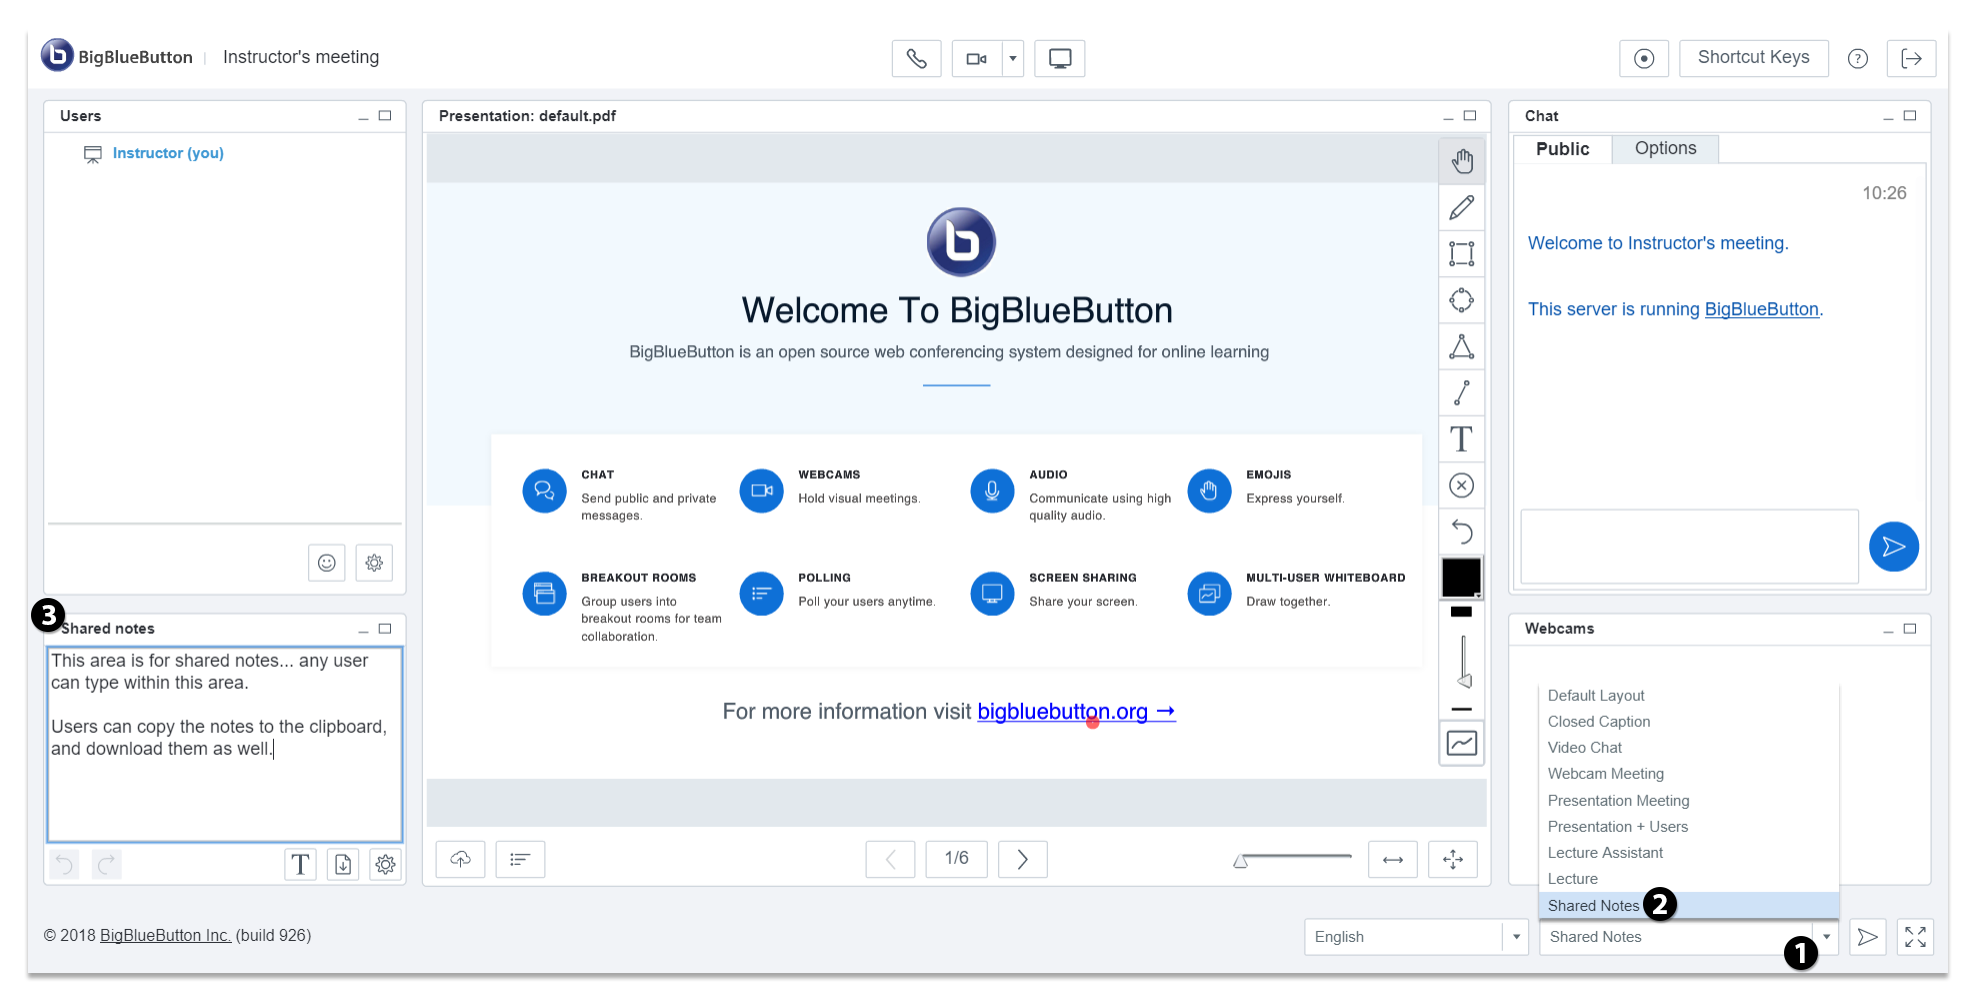 BigBlueButton | Instructor's meeting
Shortcut Keys
Users
Instructor (you)
3
Shared notes
This area is for shared notes... any user
can type within this area.
Users can copy the notes to the clipboard,
and download them as well.
T
Presentation: default.pdf
Welcome To BigBlueButton
BigBlueButton is an open source web conferencing system designed for online learning
CHAT
Send public and private
messages.
WEBCAMS
Hold visual meetings.
AUDIO
Communicate using high
quality audio.
EMOJIS
Express yourself.
BREAKOUT ROOMS
Group users into
breakout rooms for team
collaboration.
POLLING
Poll your users anytime.
SCREEN SHARING
Share your screen.
MULTI-USER WHITEBOARD
Draw together.
For more information visit bigbluebutton.org →
T
1/6
Chat
Public
Options
10:26
Welcome to Instructor's meeting.
This server is running BigBlueButton.
Webcams
Default Layout
Closed Caption
Video Chat
Webcam Meeting
Presentation Meeting
Presentation + Users
Lecture Assistant
Lecture
Shared Notes 2
© 2018 BigBlueButton Inc. (build 926)
English
Shared Notes
1